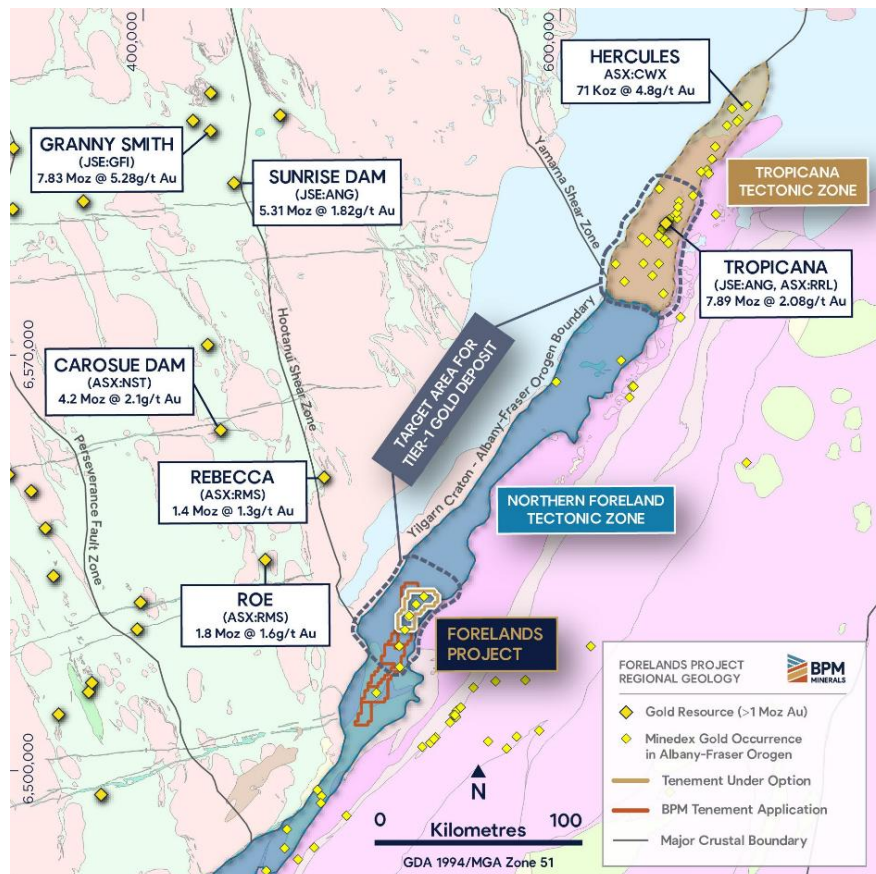 400,000
600,000
HERCULES
ASX:CWX
71 Koz @ 4.8g/t Au
GRANNY SMITH
(JSE:GFI)
7.83 Moz @ 5.28g/t Au
SUNRISE DAM
(JSE:ANG)
5.31 Moz @ 1.82g/t Au
Yamarna Shear Zone
TROPICANA
TECTONIC ZONE
TROPICANA
(JSE:ANG, ASX:RRL)
7.89 Moz @ 2.08g/t Au
6,570,000
Hootanui Shear Zone
CAROSUE DAM
(ASX:NST)
4.2 Moz @ 2.1g/t Au
TARGET AREA FOR
TIER-1 GOLD DEPOSIT
Yilgarn Craton - Albany-Fraser Orogen Boundary
Perseverance Fault Zone
REBECCA
(ASX:RMS)
1.4 Moz @ 1.3g/t Au
NORTHERN FORELAND
TECTONIC ZONE
ROE
(ASX:RMS)
1.8 Moz @ 1.6g/t Au
FORELANDS
PROJECT
6,500,000
N
0 100
Kilometres
GDA 1994/MGA Zone 51
FORELANDS PROJECT
REGIONAL GEOLOGY
BPM
MINERALS
Gold Resource (>1 Moz Au)
Minedex Gold Occurrence
in Albany-Fraser Orogen
Tenement Under Option
BPM Tenement Application
Major Crustal Boundary